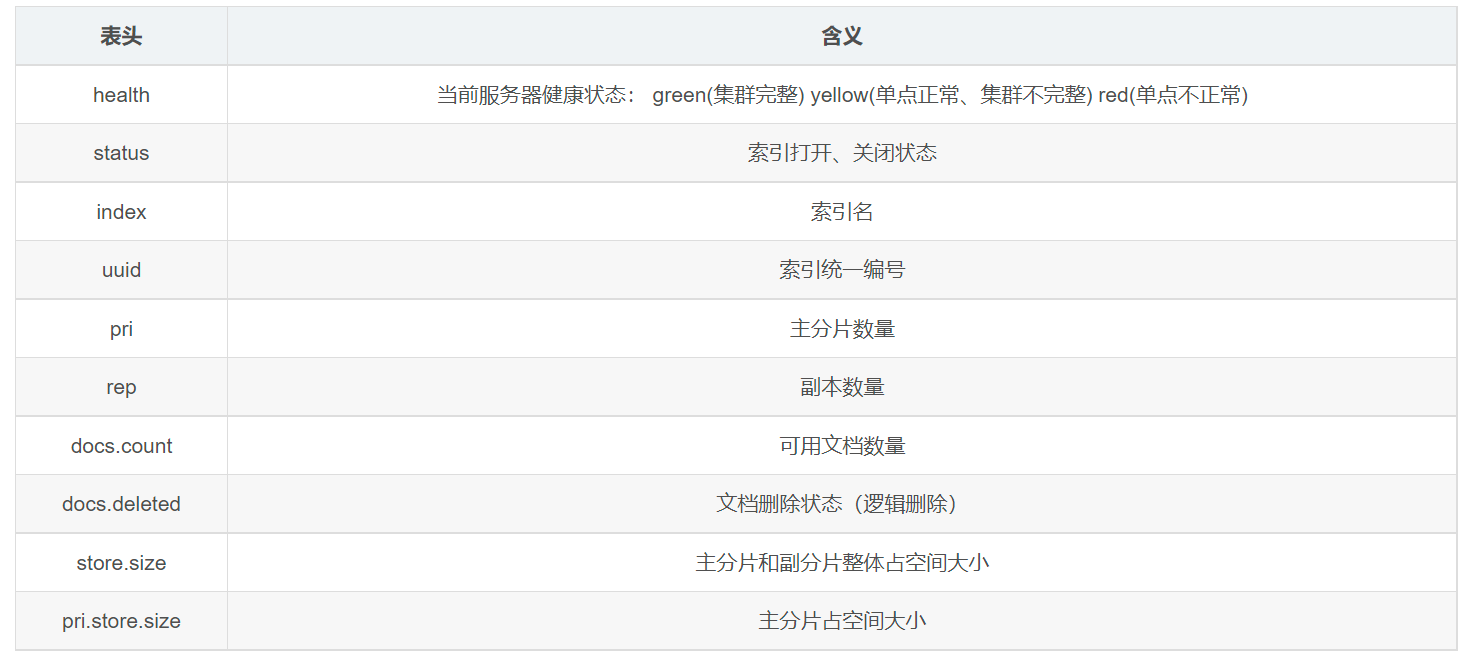 表头 含义
health 当前服务器健康状态： green(集群完整) yellow(单点正常、集群不完整) red(单点不正常)
status 索引打开、关闭状态
index 索引名
uuid 索引统一编号
pri 主分片数量
rep 副本数量
docs.count 可用文档数量
docs.deleted 文档删除状态（逻辑删除）
store.size 主分片和副分片整体占空间大小
pri.store.size 主分片占空间大小